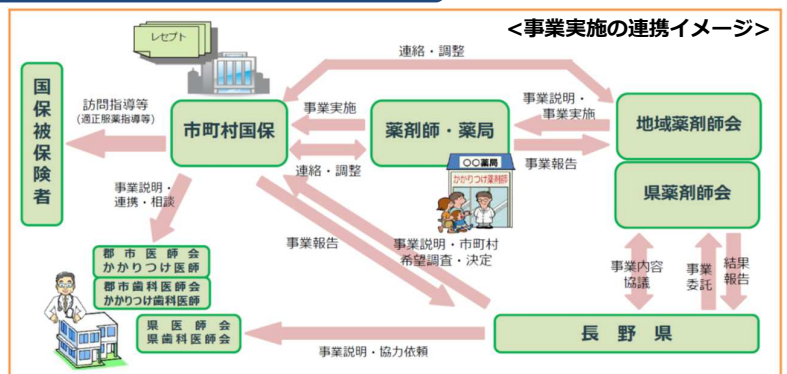 <事業実施の連携イメージ>
レセプト
連絡・調整
国保被保険者
訪問指導等
(適正服薬指導等)
市町村国保
事業実施
薬剤師・薬局
事業説明・
事業実施
地域薬剤師会
連絡・調整
〇〇薬局
かかりつけ薬剤師
事業報告
県薬剤師会
事業説明・
連携・相談
事業報告
事業説明・市町村
希望調査・決定
郡市医師会
かかりつけ医師
郡市歯科医師会
かかりつけ歯科医師
県医師会
県歯科医師会
事業内容
協議
事業
委託
結果
報告
長野県
事業説明・協力依頼